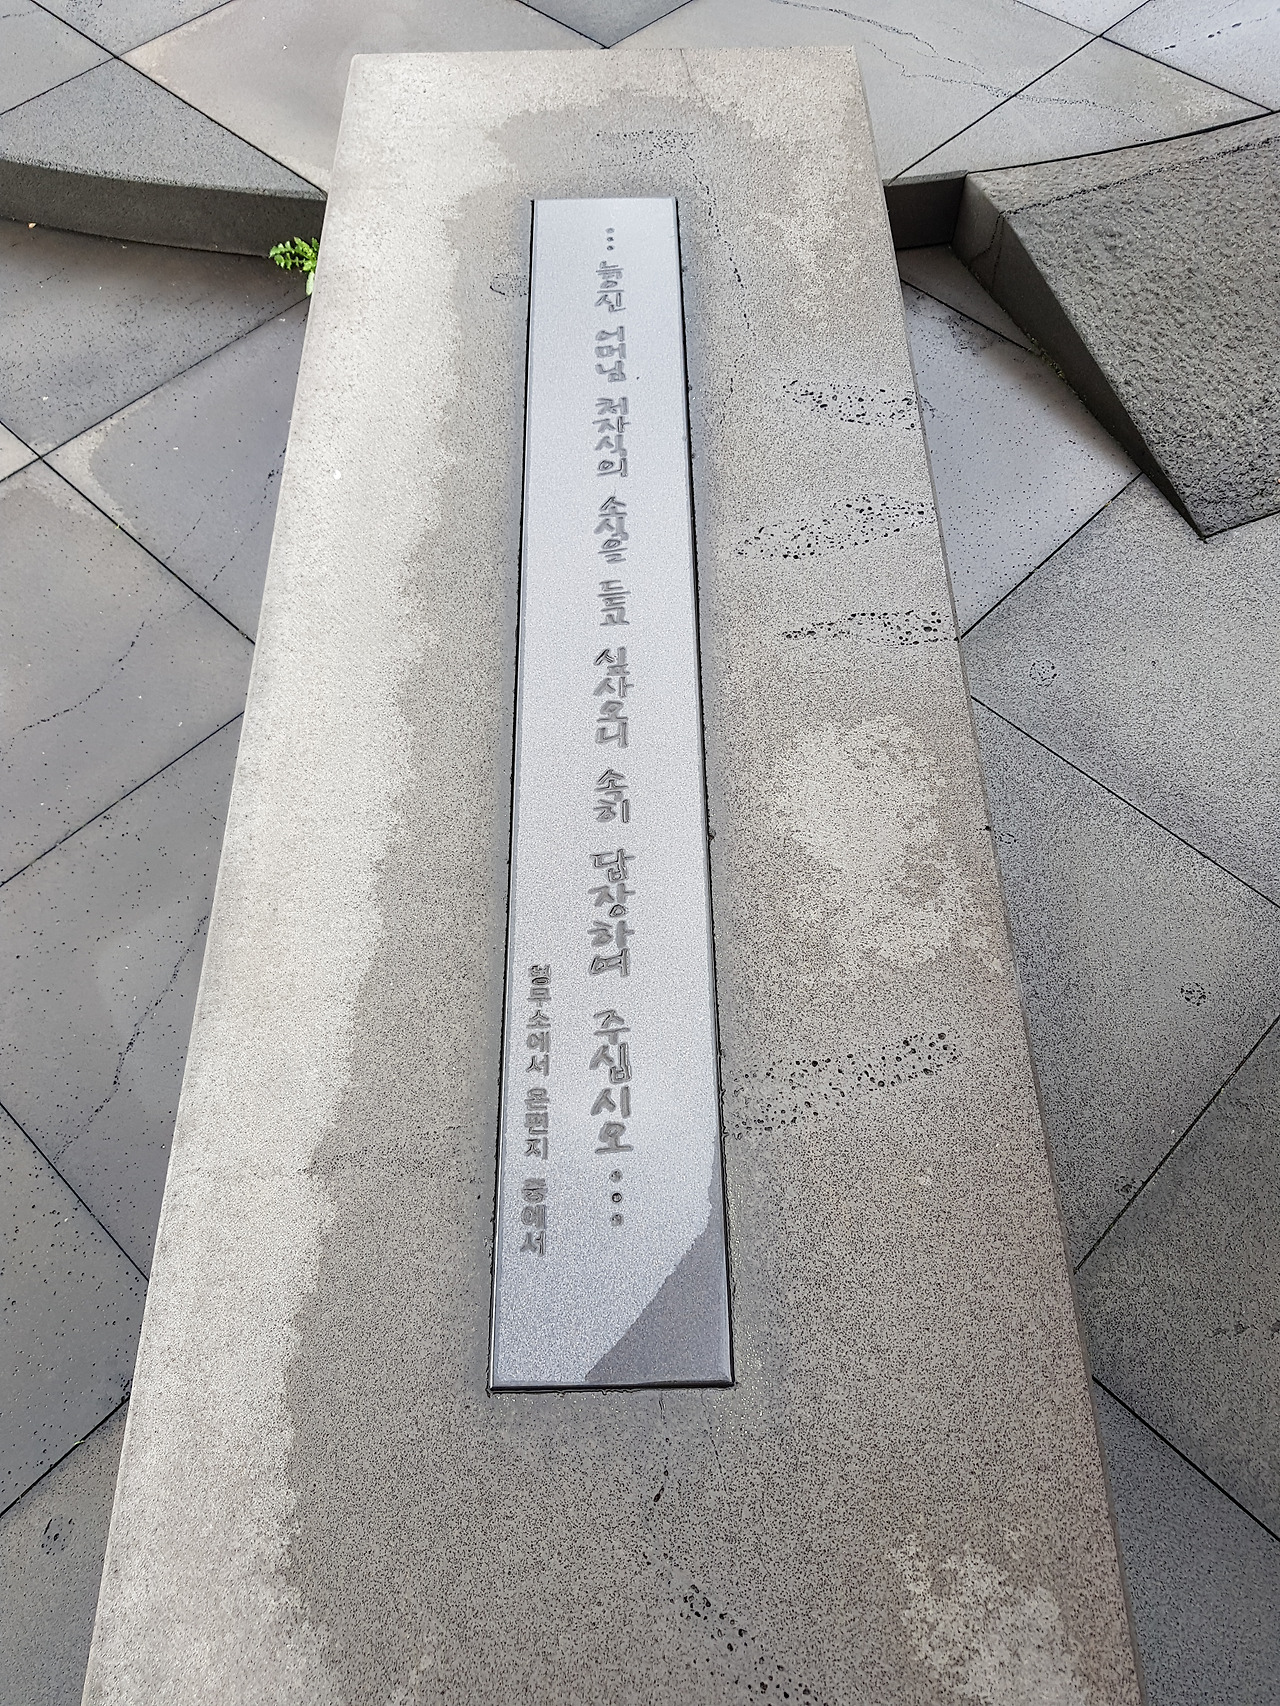 ... 늙신 어머님 처자식의 소식을 듣고 싶사오니 속히 답장하여 주십시오...
형무소에서 온편지 중에서